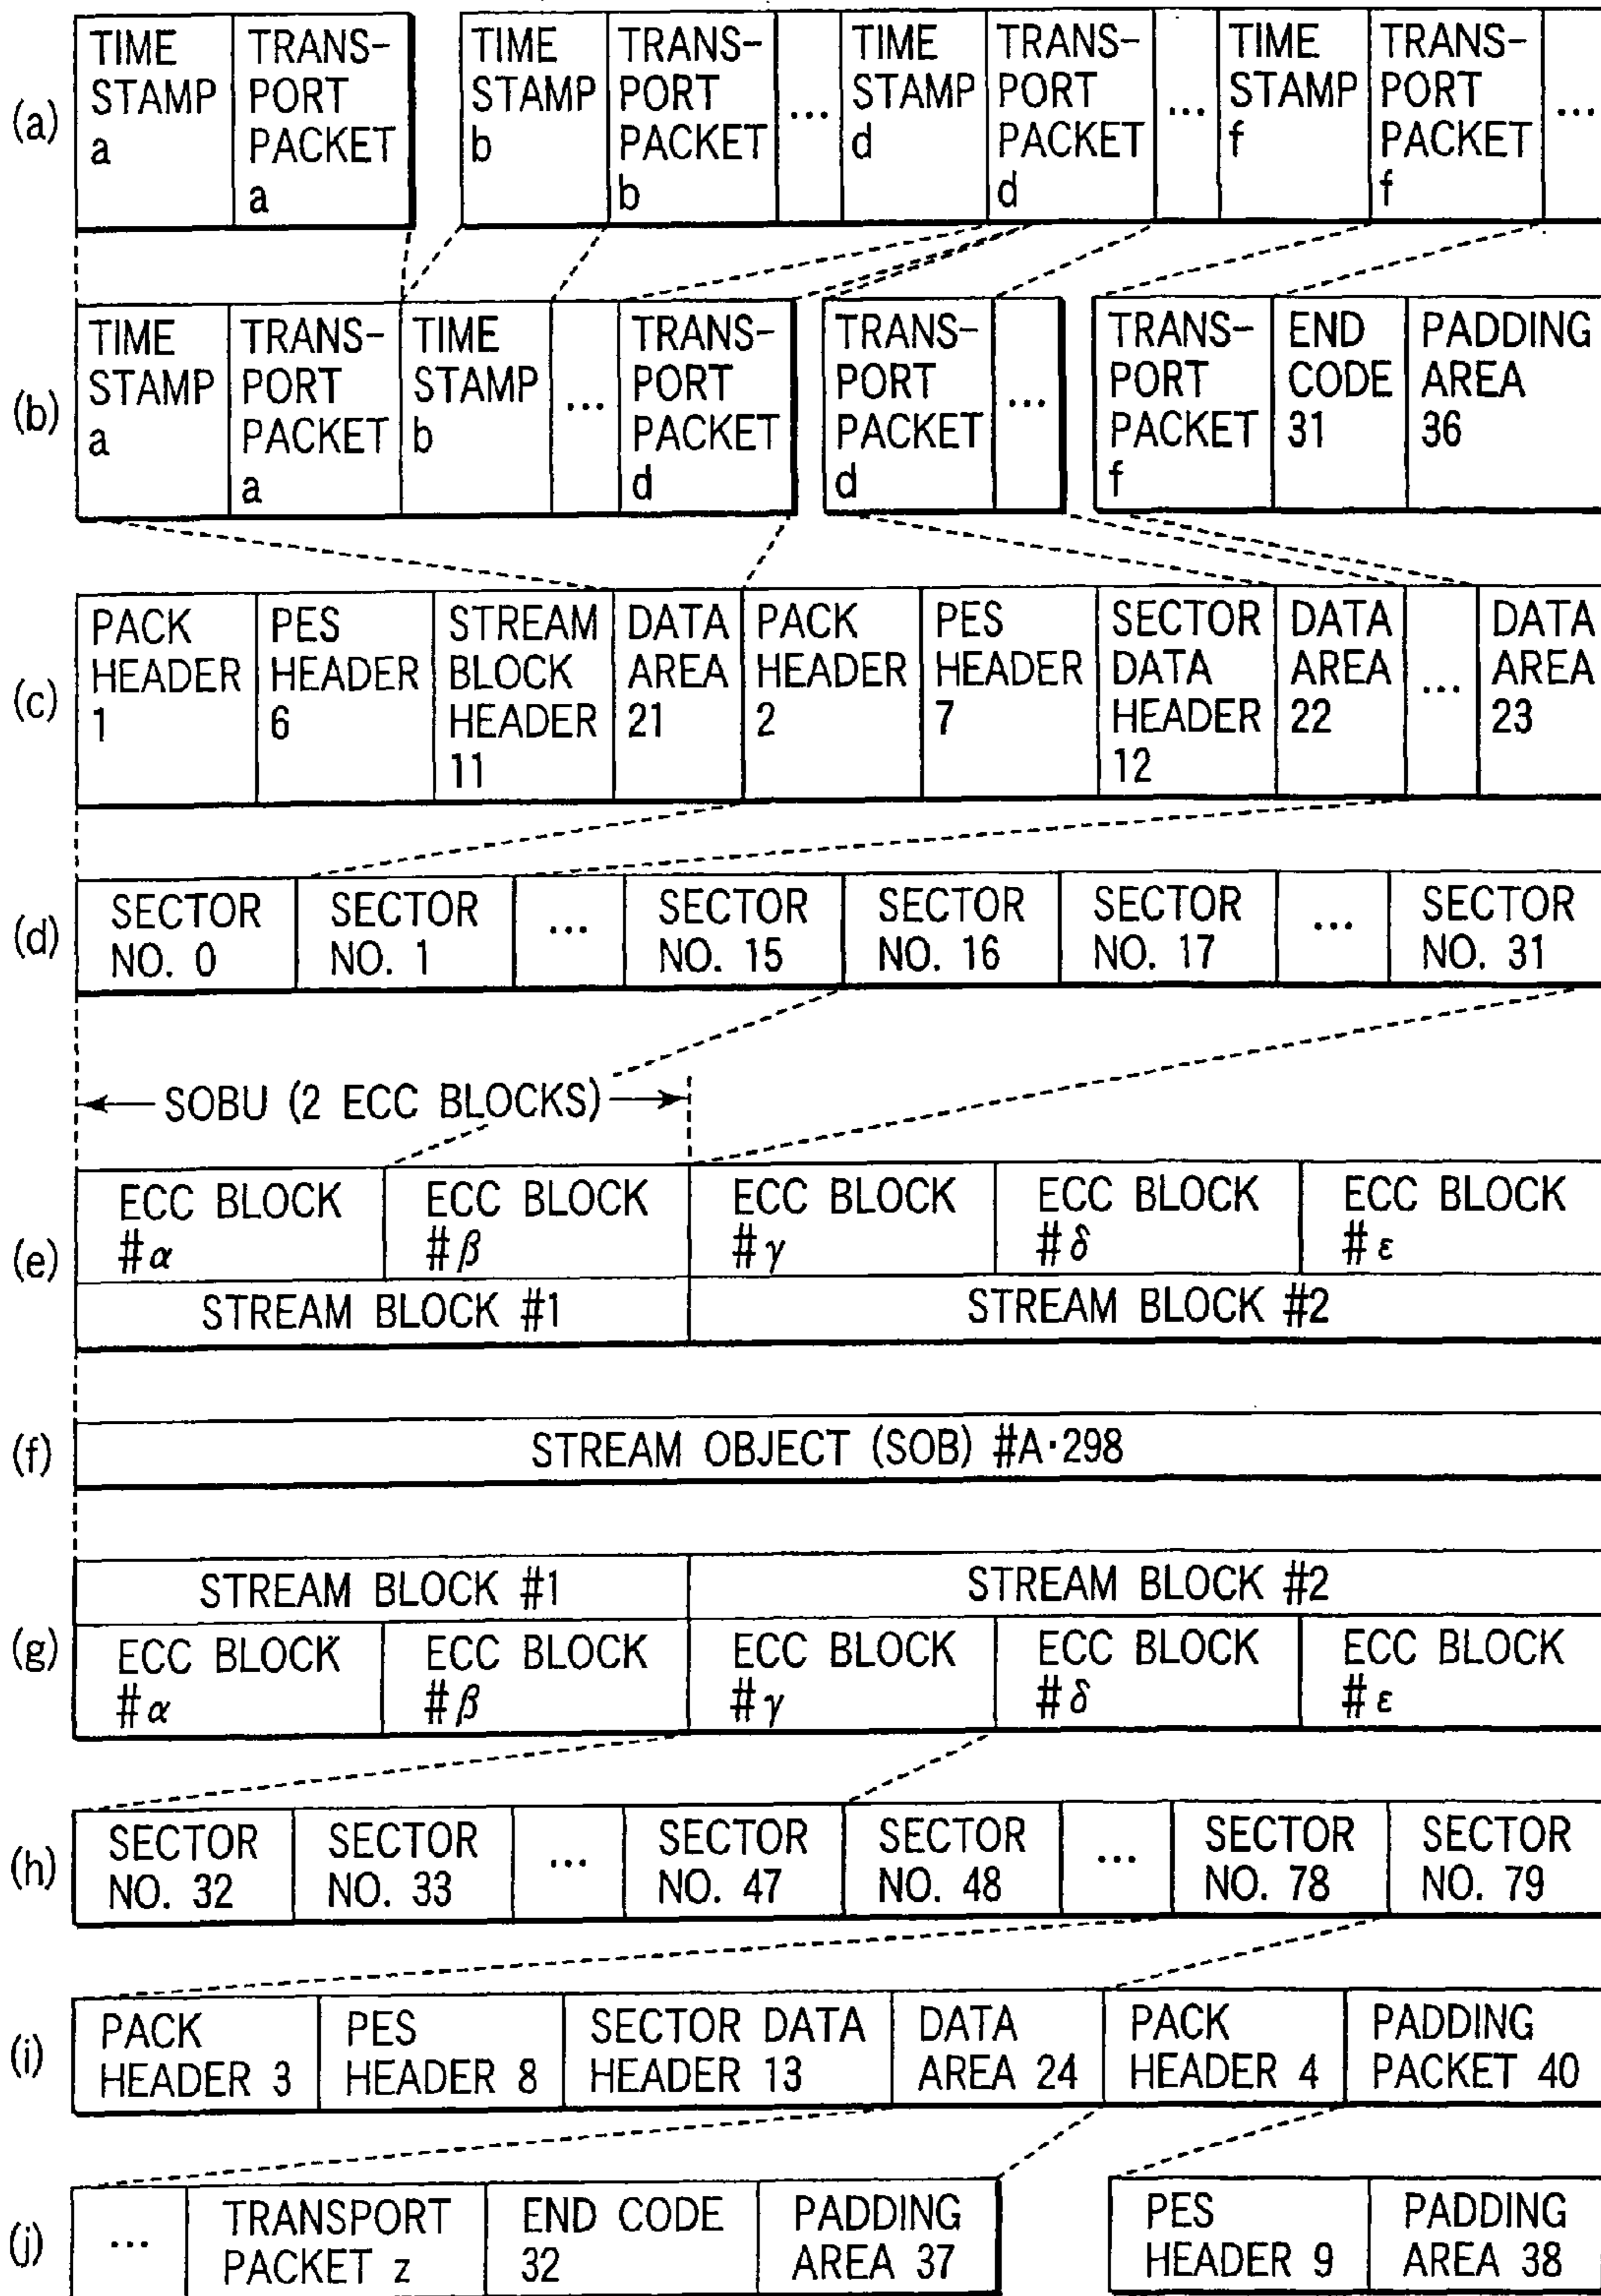 (a)
TIME STAMP a
TRANS- PORT PACKET a
TIME STAMP b
TRANS- PORT PACKET b
...
TIME STAMP d
TRANS- PORT PACKET d
...
TIME STAMP f
TRANS- PORT PACKET f
...
(b)
TIME STAMP a
TRANS- PORT PACKET a
TIME STAMP b
...
TRANS- PORT PACKET d
TRANS- PORT PACKET d
...
TRANS- PORT PACKET f
END CODE 31
PADDING AREA 36
(c)
PACK HEADER 1
PES HEADER 6
STREAM BLOCK HEADER 11
DATA AREA 21
PACK HEADER 2
PES HEADER 7
SECTOR DATA HEADER 12
DATA AREA 22
...
DATA AREA 23
(d)
SECTOR NO. 0
SECTOR NO. 1
...
SECTOR NO. 15
SECTOR NO. 16
SECTOR NO. 17
...
SECTOR NO. 31
SOBU (2 ECC BLOCKS)
(e)
ECC BLOCK #α
ECC BLOCK #β
ECC BLOCK #γ
ECC BLOCK #δ
ECC BLOCK #ε
STREAM BLOCK #1
STREAM BLOCK #2
(f)
STREAM OBJECT (SOB) #A·298
(g)
STREAM BLOCK #1
STREAM BLOCK #2
ECC BLOCK #α
ECC BLOCK #β
ECC BLOCK #γ
ECC BLOCK #δ
ECC BLOCK #ε
(h)
SECTOR NO. 32
SECTOR NO. 33
...
SECTOR NO. 47
SECTOR NO. 48
...
SECTOR NO. 78
SECTOR NO. 79
(i)
PACK HEADER 3
PES HEADER 8
SECTOR DATA HEADER 13
DATA AREA 24
PACK HEADER 4
PADDING PACKET 40
(j)
...
TRANSPORT PACKET z
END CODE 32
PADDING AREA 37
PES HEADER 9
PADDING AREA 38